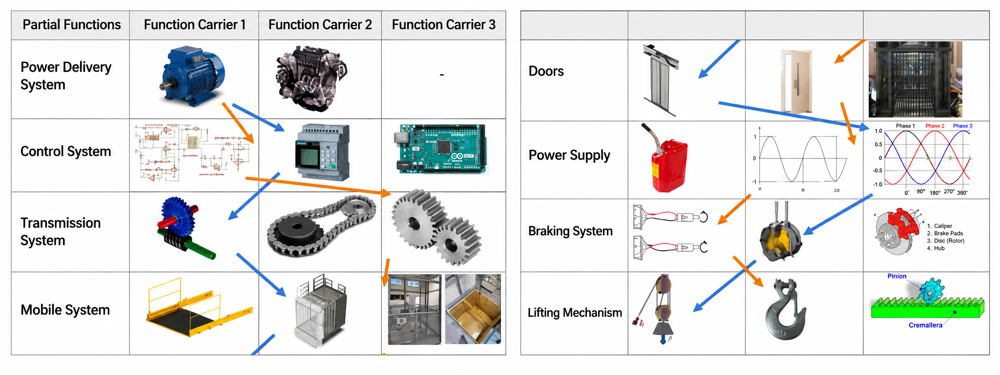 Partial Functions
Function Carrier 1
Function Carrier 2
Function Carrier 3
Power Delivery
System
-
Control System
Transmission
System
Mobile System
Doors
Power Supply
1
0
-1
π
π
2π
Phase 1
Phase 2
Phase 3
1.0
0.5
0
-0.5
-1.0
0°
90°
180°
270°
360°
Braking System
1. Caliper
2. Brake Pads
3. Disc (Rotor)
4. Hub
Lifting Mechanism
Pinion
Cremallera